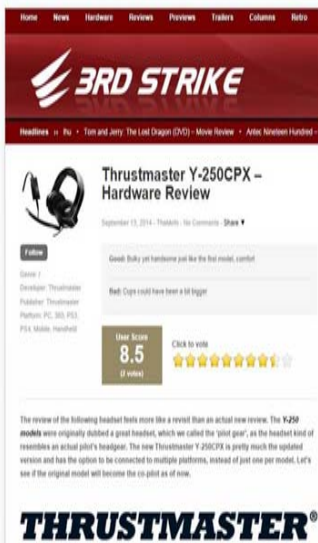 Home News Hardware Reviews Previews Trailers Columns Retro
3RD STRIKE
Headlines » Thu • Tom and Jerry: The Lost Dragon (DVD) – Movie Review • Antec Nineteen Hundred –
Thrustmaster Y-250CPX –
Hardware Review
September 13, 2014 - - No Comments - Share ▼
Follow
Good: Bulky yet handsome just like the first model, comfort
Genre:
Developer: Thrustmaster
Publisher: Thrustmaster
Platform: PC, 360, PS3,
PS4, Mobile, Handheld
Bad: Cups could have been a bit bigger
User Score
8.5
(2 votes)
Click to vote
The review of the following headset feels more like a revisit than an actual new review. The Y-250
models were originally dubbed a great headset, which we called the 'pilot gear', as the headset kind of
resembles an actual pilot's headgear. The new Thrustmaster Y-250CPX is pretty much the updated
version and has the option to be connected to multiple platforms, instead of just one per model. Let's
see if the original model will become the co-pilot as of now.
THRUSTMASTER®